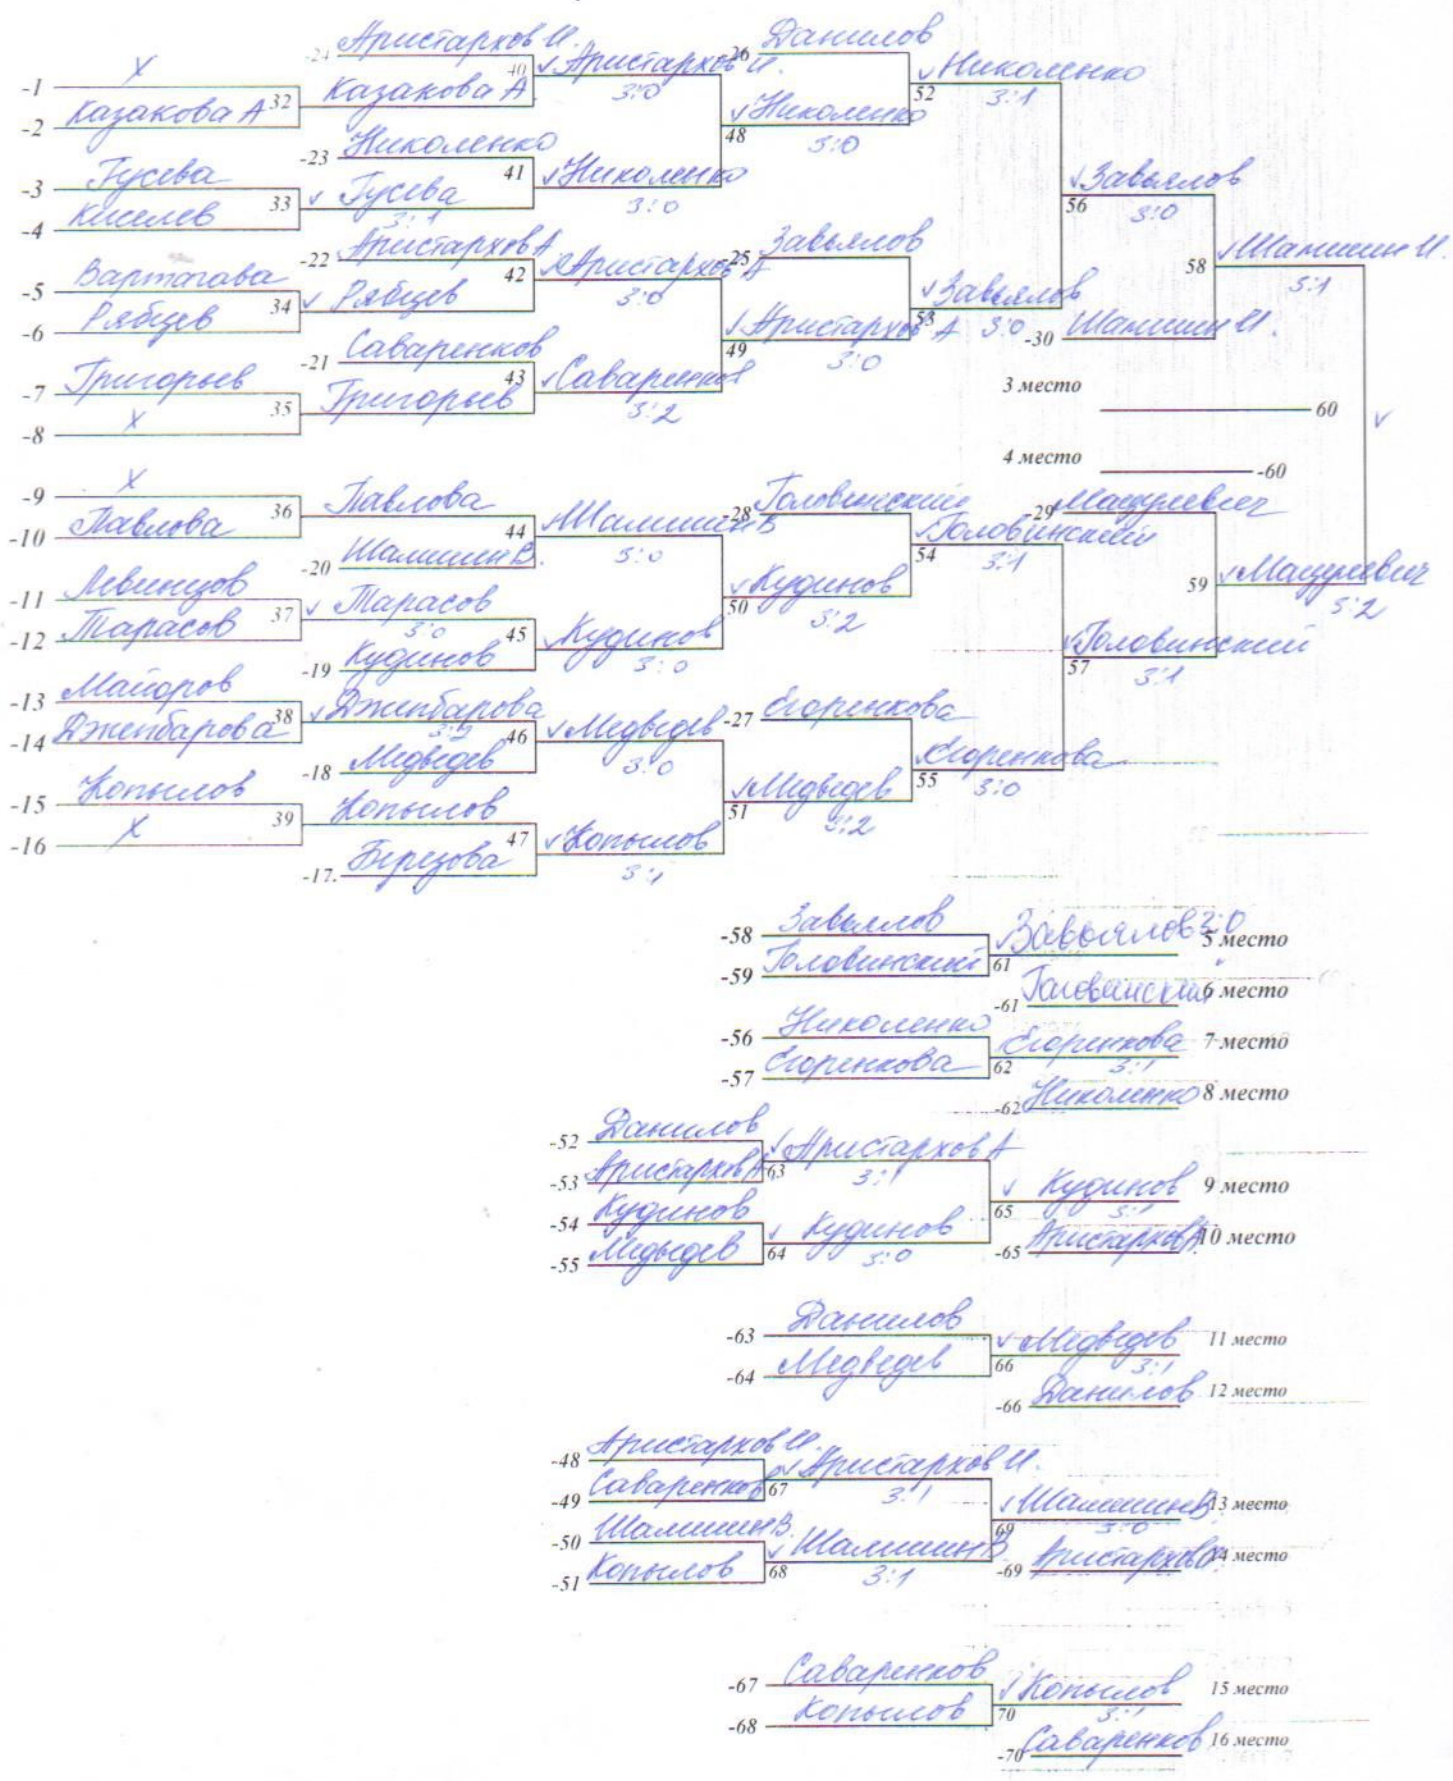 -24 Аристархов И.
-26 Данилов
-1 X
32
40
Аристархов И.
3:0
52
Николенко
3:1
-2 Казакова А
Казакова А
48
Николенко
3:0
-23 Николенко
-3 Гусева
33
Гусева
3:1
41
Николенко
3:0
-4 Киселев
56
Завьялов
3:0
-22 Аристархов А
-25 Завьялов
-5 Вартагава
34
Рябцев
42
Аристархов А
3:0
53
Завьялов
3:0
58
Шамшин И.
3:1
-6 Рябцев
49
Аристархов А
3:0
-30 Шамшин И.
-21 Саваренков
-7 Григорьев
35
Григорьев
43
Саваренков
3:2
-8 X
3 место
60
4 место
-60
-9 X
36
Павлова
-10 Павлова
44
Шамшин В
3:0
-28 Головинский
-29 Мацулевич
54
Головинский
3:1
-20 Шамшин В.
-11 Левинцов
37
Тарасов
3:0
50
Кудинов
3:2
59
Мацулевич
3:2
-12 Тарасов
45
Кудинов
3:0
-19 Кудинов
57
Головинский
3:1
-13 Майоров
38
Дженбарова
-14 Дженбарова
46
Медведев
3:0
-27 Егоренкова
-18 Медведев
55
Егоренкова
3:0
-15 Копылов
39
Копылов
51
Медведев
3:2
-16 X
47
Копылов
3:1
-17. Березова
-58 Завьялов
61
Завьялов 3:0 5 место
-59 Головинский
-61 Головинский 6 место
-56 Николенко
62
Егоренкова 7 место
3:1
-57 Егоренкова
-62 Николенко 8 место
-52 Данилов
63
Аристархов А
3:1
-53 Аристархов А
65
Кудинов 9 место
3:1
-54 Кудинов
64
Кудинов
3:0
-65 Аристархов А 10 место
-55 Медведев
-63 Данилов
66
Медведев 11 место
3:1
-64 Медведев
-66 Данилов 12 место
-48 Аристархов И.
67
Аристархов И.
3:1
-49 Саваренков
69
Шамшин В. 13 место
3:0
-50 Шамшин В.
68
Шамшин В.
3:1
-69 Аристархов 14 место
-51 Копылов
-67 Саваренков
70
Копылов 15 место
3:1
-68 Копылов
-70 Саваренков 16 место